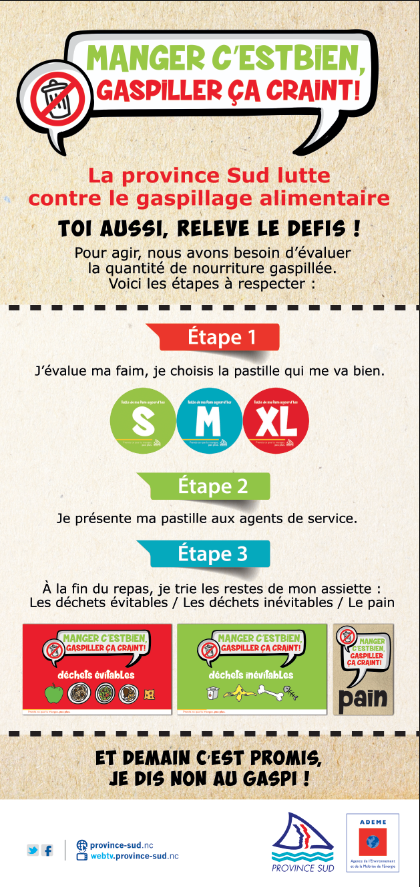 MANGER C'ESTBIEN,
GASPILLER ÇA CRAINT!
La province Sud lutte
contre le gaspillage alimentaire
TOI AUSSI, RELEVE LE DEFIS !
Pour agir, nous avons besoin d'évaluer
la quantité de nourriture gaspillée.
Voici les étapes à respecter :
Étape 1
J'évalue ma faim, je choisis la pastille qui me va bien.
S M XL
Étape 2
Je présente ma pastille aux agents de service.
Étape 3
À la fin du repas, je trie les restes de mon assiette :
Les déchets évitables / Les déchets inévitables / Le pain
MANGER C'ESTBIEN,
GASPILLER ÇA CRAINT!
déchets évitables
MANGER C'ESTBIEN,
GASPILLER ÇA CRAINT!
déchets inévitables
MANGER
C'ESTBIEN,
GASPILLER
ÇA CRAINT!
pain
ET DEMAIN C'EST PROMIS,
JE DIS NON AU GASPI !
province-sud.nc
webtv.province-sud.nc
PROVINCE SUD
ADEME
Agence de l'Environnement
et de la Maîtrise de l'Energie